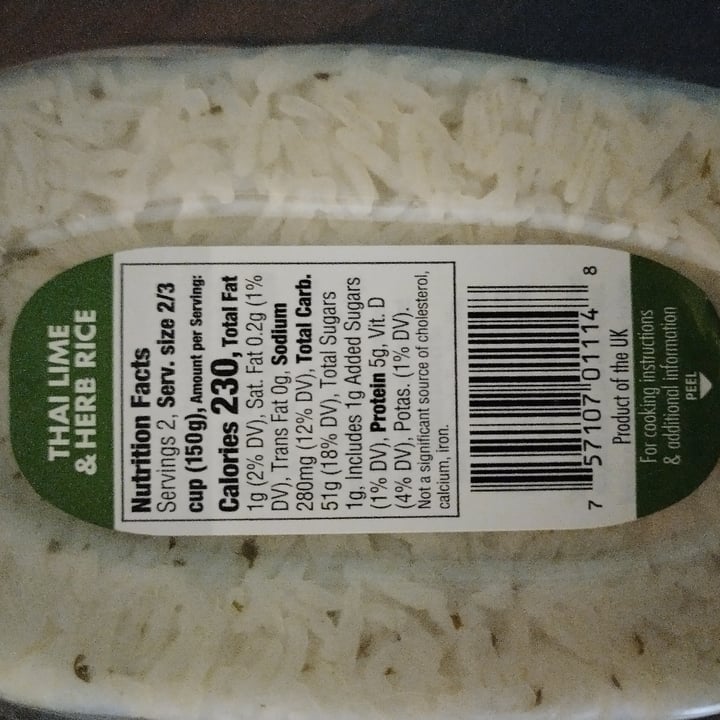 THAI LIME
& HERB RICE
Nutrition Facts
Servings 2, Serv. size 2/3
cup (150g), Amount per Serving:
Calories 230, Total Fat
1g (2% DV), Sat. Fat 0.2g (1%
DV), Trans Fat 0g, Sodium
280mg (12% DV), Total Carb.
51g (18% DV), Total Sugars
1g, Includes 1g Added Sugars
(1% DV), Protein 5g, Vit. D
(4% DV), Potas. (1% DV).
Not a significant source of cholesterol,
calcium, iron.
7 57107 01114 8
Product of the UK
For cooking instructions
& additional information
PEEL